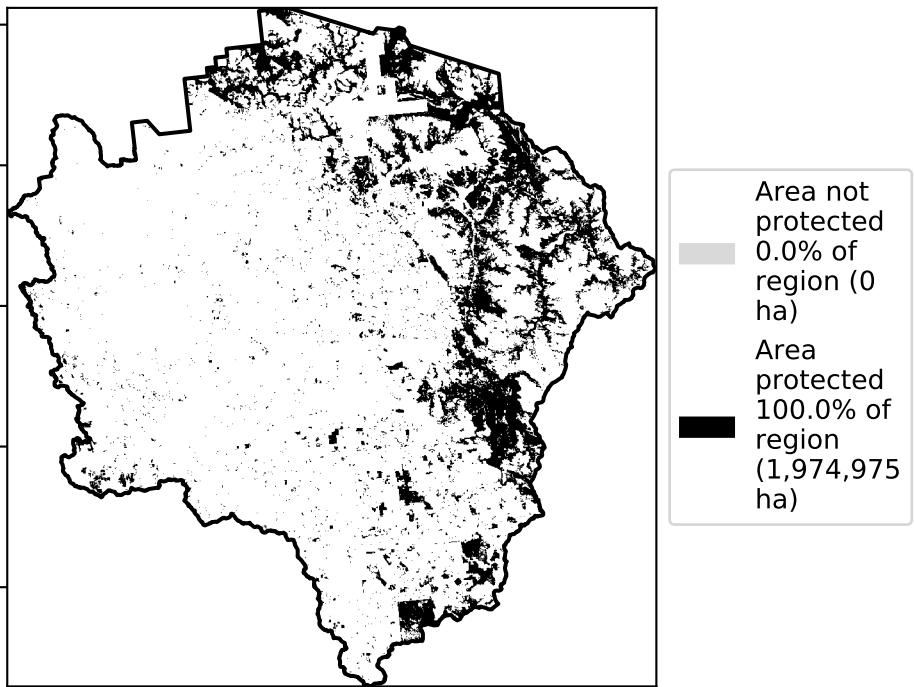 Area not
protected
0.0% of
region (0
ha)
Area
protected
100.0% of
region
(1,974,975
ha)